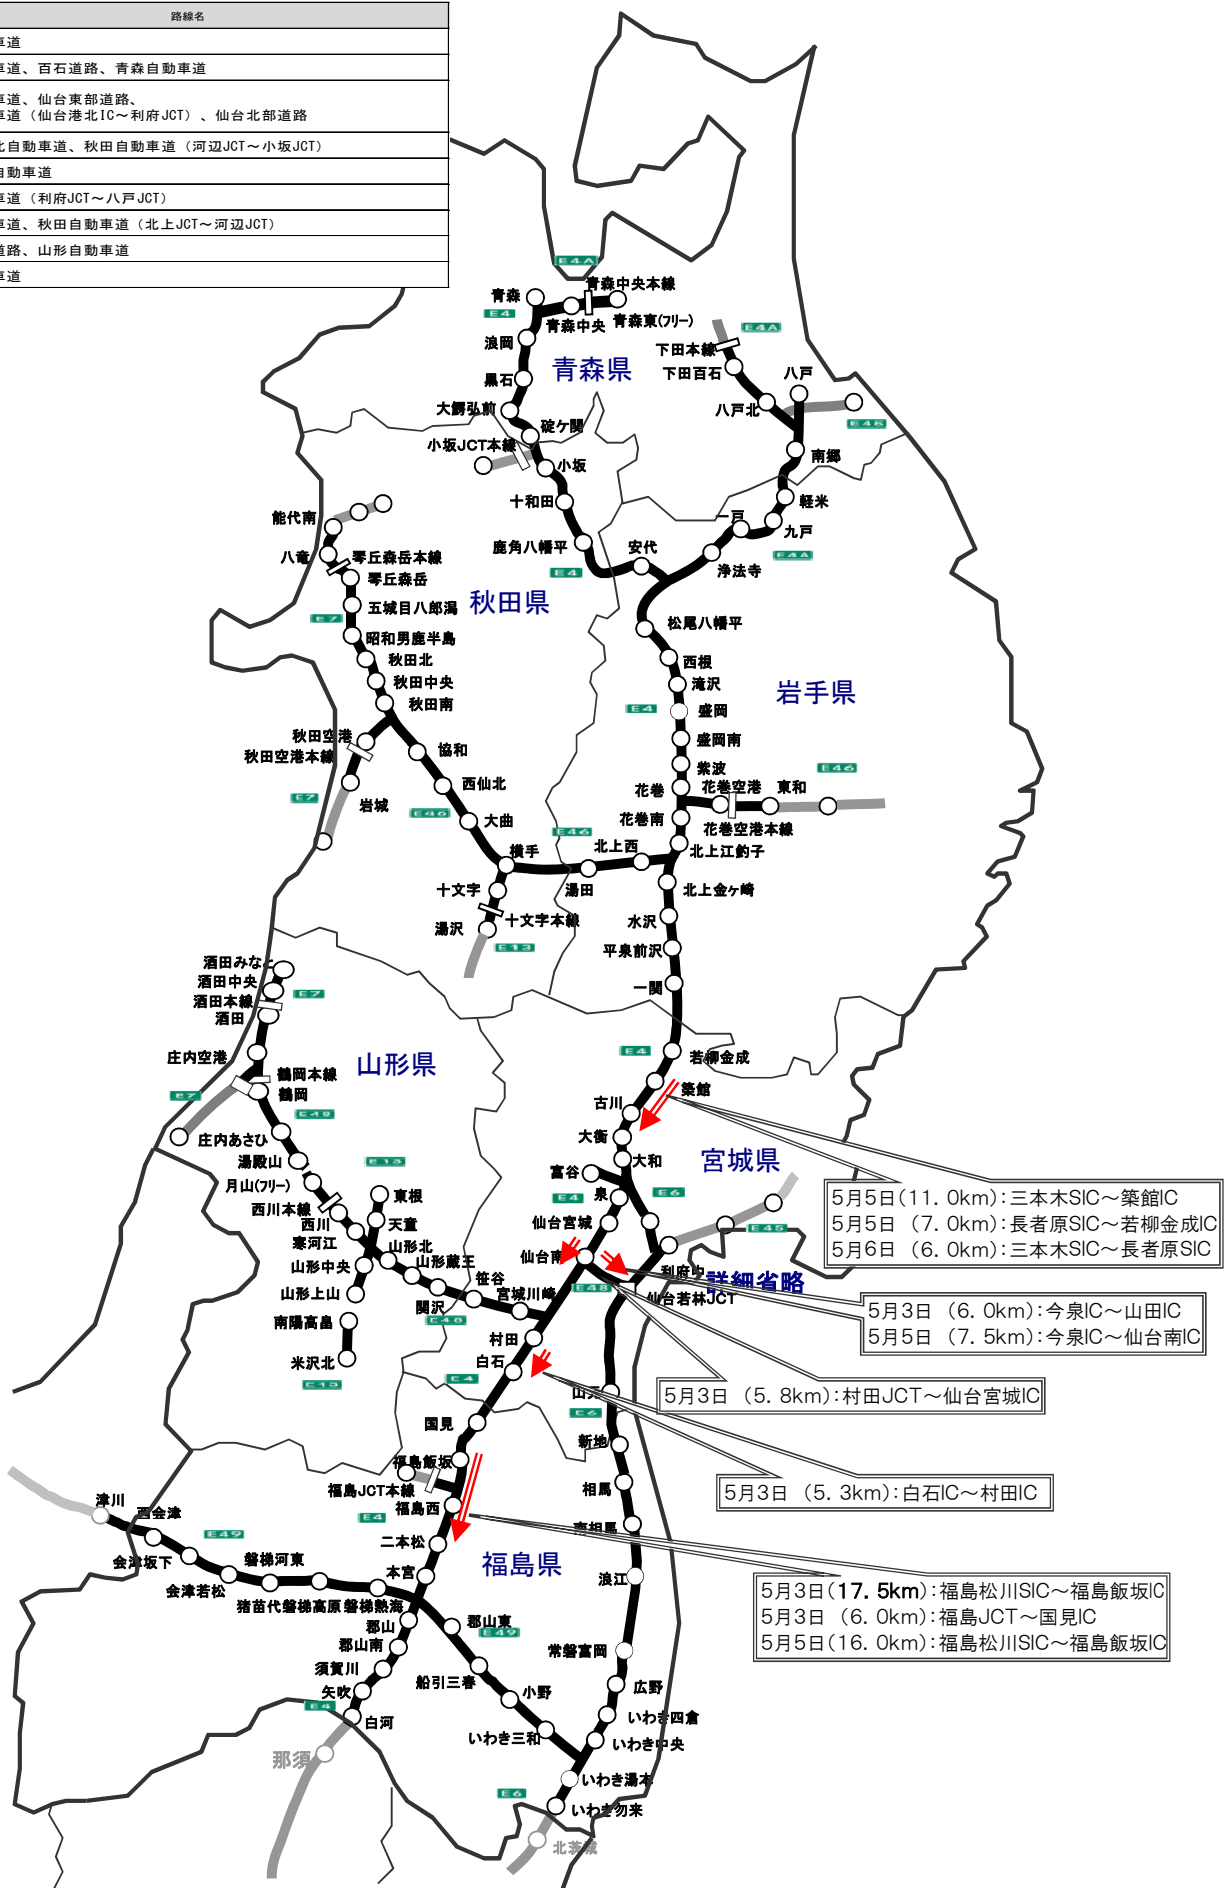 路線名
車道
車道、百石道路、青森自動車道
車道、仙台東部道路、
車道（仙台港北IC～利府JCT）、仙台北部道路
北自動車道、秋田自動車道（河辺JCT～小坂JCT）
自動車道
車道（利府JCT～八戸JCT）
車道、秋田自動車道（北上JCT～河辺JCT）
道路、山形自動車道
車道
E4A
青森
青森中央本線
E4
青森中央
青森東(フリー)
浪岡
E4A
下田本線
青森県
下田百石
八戸
黒石
大鰐弘前
八戸北
碇ケ関
E45
小坂JCT本線
南郷
小坂
十和田
軽米
能代南
一戸
九戸
鹿角八幡平
安代
八竜
琴丘森岳本線
E4A
浄法寺
E4
琴丘森岳
秋田県
五城目八郎潟
E7
松尾八幡平
昭和男鹿半島
秋田北
西根
秋田中央
滝沢
岩手県
秋田南
E4
盛岡
秋田空港
盛岡南
秋田空港本線
協和
紫波
E46
西仙北
花巻
花巻空港
東和
E7
岩城
E46
大曲
花巻南
花巻空港本線
E46
北上西
北上江釣子
横手
十文字
湯田
北上金ヶ崎
湯沢
十文字本線
水沢
E13
平泉前沢
酒田みなと
酒田中央
一関
酒田本線
E7
酒田
庄内空港
E4
若柳金成
山形県
鶴岡本線
鶴岡
築館
E7
E48
古川
庄内あさひ
大衡
湯殿山
E13
大和
宮城県
月山(フリー)
富谷
東根
泉
E6
5月5日(11.0km)：三本木SIC～築館IC
西川本線
E4
5月5日 (7.0km)：長者原SIC～若柳金成IC
西川
天童
仙台宮城
E45
5月6日 (6.0km)：三本木SIC～長者原SIC
寒河江
山形北
仙台南
山形中央
山形蔵王
利府中
詳細省略
笹谷
山形上山
関沢
宮城川崎
E48
仙台若林JCT
5月3日 (6.0km)：今泉IC～山田IC
南陽高畠
E48
5月5日 (7.5km)：今泉IC～仙台南IC
村田
米沢北
白石
E4
E13
5月3日 (5.8km)：村田JCT～仙台宮城IC
山元
国見
E6
新地
福島飯坂
福島JCT本線
相馬
5月3日 (5.3km)：白石IC～村田IC
津川
西会津
福島西
E4
南相馬
E49
二本松
会津坂下
磐梯河東
福島県
会津若松
本宮
浪江
5月3日(17.5km)：福島松川SIC～福島飯坂IC
猪苗代磐梯高原
磐梯熱海
5月3日 (6.0km)：福島JCT～国見IC
郡山
郡山東
E49
5月5日(16.0km)：福島松川SIC～福島飯坂IC
郡山南
常磐富岡
須賀川
船引三春
広野
矢吹
小野
E4
白河
いわき四倉
いわき三和
いわき中央
那須
いわき湯本
E6
いわき勿来
北茨城